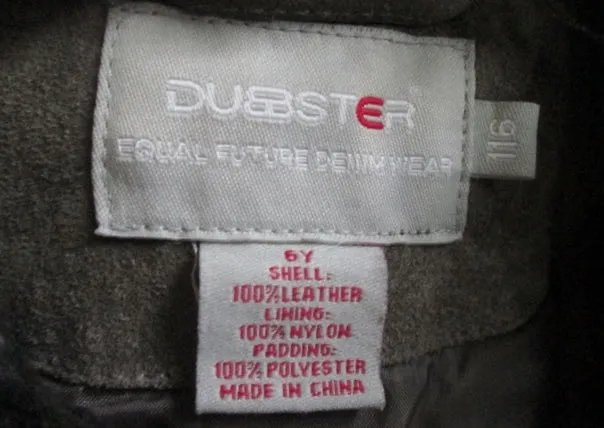 DUBBSTER
EQUAL FUTURE DENIM WEAR
116
6Y
SHELL:
100% LEATHER
LINING:
100% NYLON
PADDING:
100% POLYESTER
MADE IN CHINA